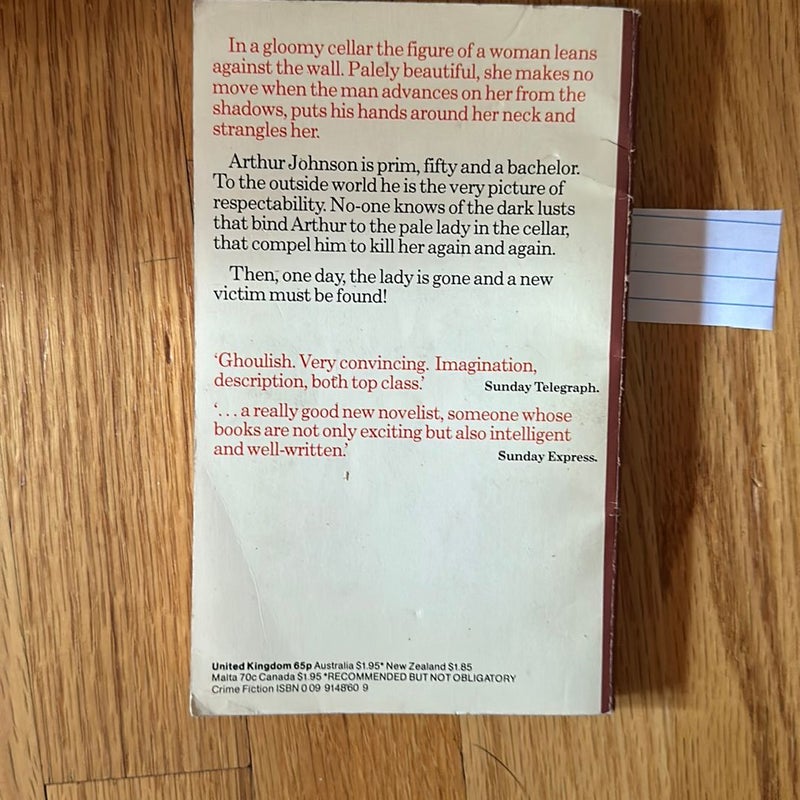 In a gloomy cellar the figure of a woman leans
against the wall. Palely beautiful, she makes no
move when the man advances on her from the
shadows, puts his hands around her neck and
strangles her.
Arthur Johnson is prim, fifty and a bachelor.
To the outside world he is the very picture of
respectability. No-one knows of the dark lusts
that bind Arthur to the pale lady in the cellar,
that compel him to kill her again and again.
Then, one day, the lady is gone and a new
victim must be found!
‘Ghoulish. Very convincing. Imagination,
description, both top class.’ Sunday Telegraph.
‘. . . a really good new novelist, someone whose
books are not only exciting but also intelligent
and well-written.’ Sunday Express.
United Kingdom 65p Australia $1.95* New Zealand $1.85
Malta 70c Canada $1.95 *RECOMMENDED BUT NOT OBLIGATORY
Crime Fiction ISBN 0 09 914860 9